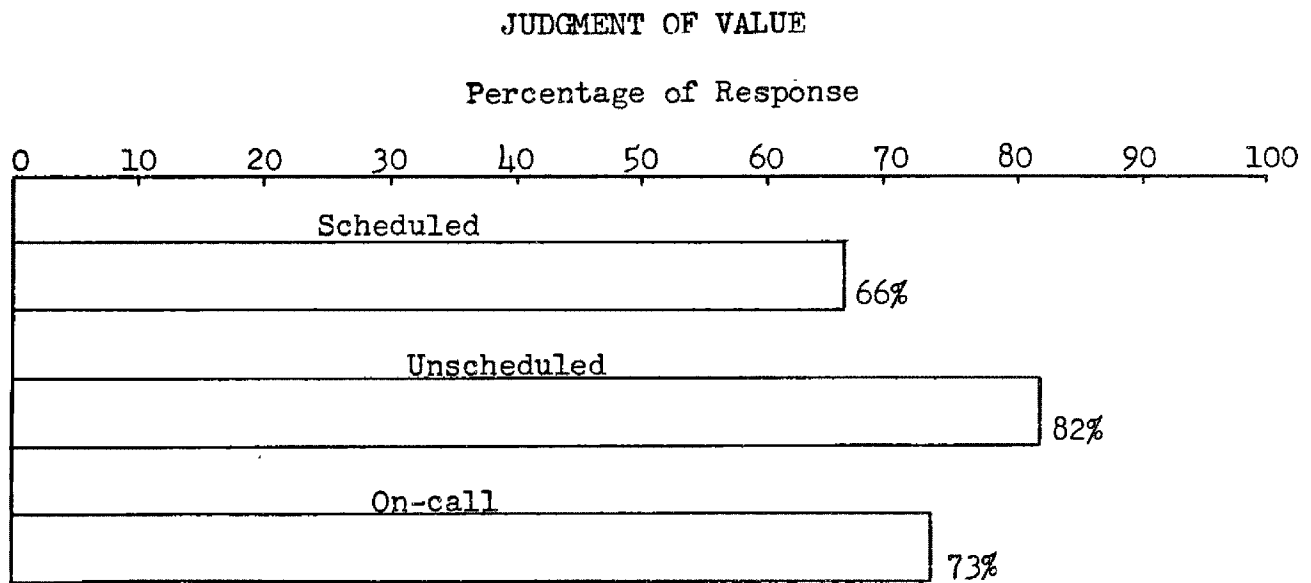 JUDGMENT OF VALUE
Percentage of Response
0 10 20 30 40 50 60 70 80 90 100
Scheduled
66%
Unscheduled
82%
On-call
73%